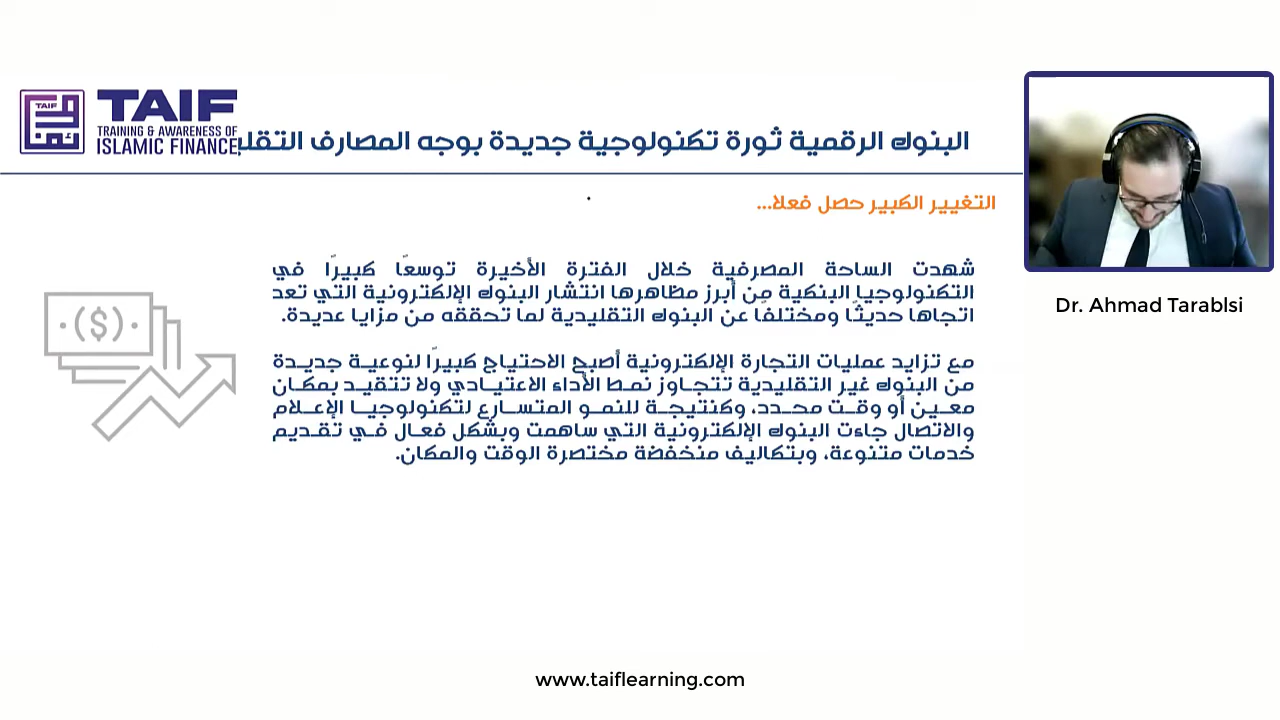 TAIF
TAIF
TRAINING & AWARENESS OF
ISLAMIC FINANCE
البنوك الرقمية ثورة تكنولوجية جديدة بوجه المصارف
التغيير الكبير حصل فعلا...
شهدت الساحة المصرفية خلال الفترة الأخيرة توسعًا كبيرًا في
التكنولوجيا البنكية من أبرز مظاهرها انتشار البنوك الإلكترونية التي تعد
اتجاها حديثًا ومختلفًا عن البنوك التقليدية لما تحققه من مزايا عديدة.
مع تزايد عمليات التجارة الإلكترونية أصبح الاحتياج كبيرًا لنوعية جديدة
من البنوك غير التقليدية تتجاوز نمط الأداء الاعتيادي ولا تتقيد بمكان
معين أو وقت محدد، وكنتيجة للنمو المتسارع لتكنولوجيا الإعلام
والاتصال جاءت البنوك الإلكترونية التي ساهمت وبشكل فعال في تقديم
خدمات متنوعة، وبتكاليف منخفضة مختصرة الوقت والمكان.
($)
Dr. Ahmad Tarablsi
www.taiflearning.com